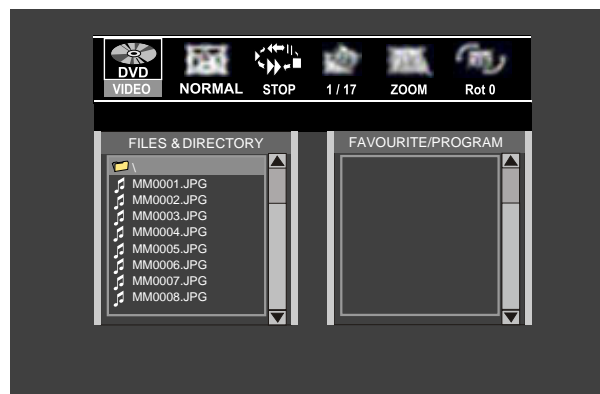 DVD
VIDEO NORMAL STOP 1 / 17 ZOOM Rot 0
FILES & DIRECTORY
\
MM0001.JPG
MM0002.JPG
MM0003.JPG
MM0004.JPG
MM0005.JPG
MM0006.JPG
MM0007.JPG
MM0008.JPG
FAVOURITE/PROGRAM